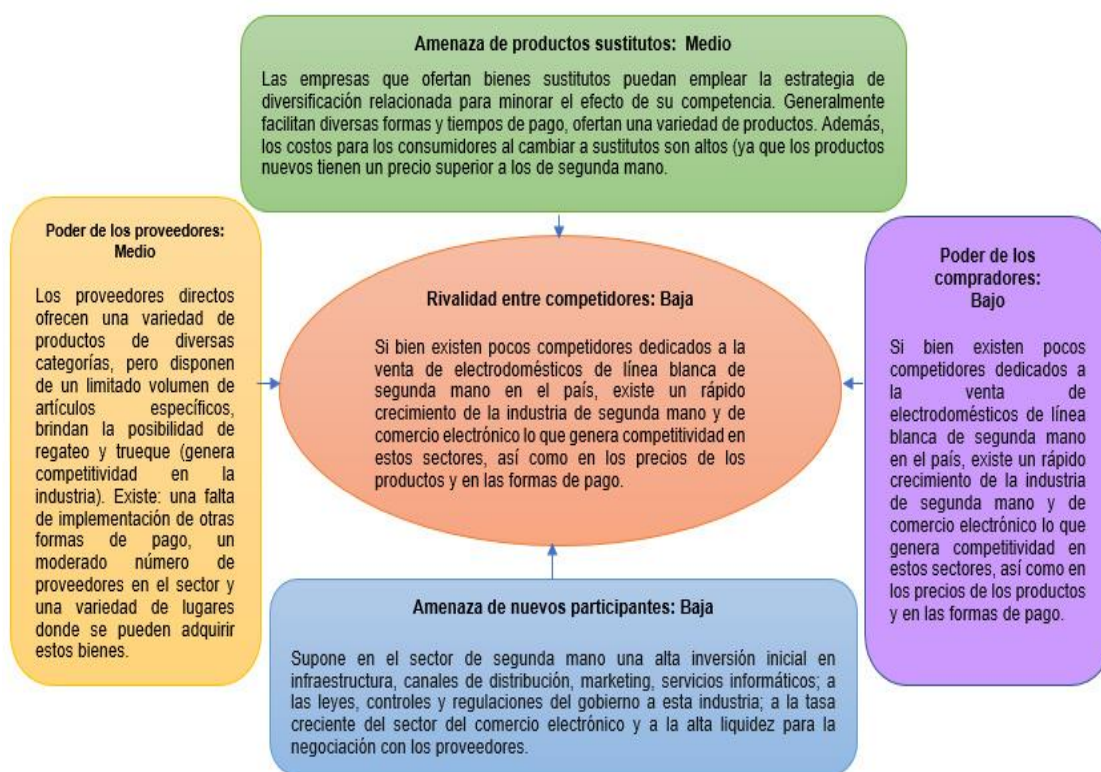 Amenaza de productos sustitutos: Medio
Las empresas que ofertan bienes sustitutos puedan emplear la estrategia de
diversificación relacionada para minorar el efecto de su competencia. Generalmente
facilitan diversas formas y tiempos de pago, ofertan una variedad de productos. Además,
los costos para los consumidores al cambiar a sustitutos son altos (ya que los productos
nuevos tienen un precio superior a los de segunda mano.
Poder de los proveedores:
Medio
Los proveedores directos
ofrecen una variedad de
productos de diversas
categorías, pero disponen
de un limitado volumen de
artículos específicos,
brindan la posibilidad de
regateo y trueque (genera
competitividad en la
industria). Existe: una falta
de implementación de otras
formas de pago, un
moderado número de
proveedores en el sector y
una variedad de lugares
donde se pueden adquirir
estos bienes.
Rivalidad entre competidores: Baja
Si bien existen pocos competidores dedicados a la
venta de electrodomésticos de línea blanca de
segunda mano en el país, existe un rápido
crecimiento de la industria de segunda mano y de
comercio electrónico lo que genera competitividad en
estos sectores, así como en los precios de los
productos y en las formas de pago.
Poder de los
compradores:
Bajo
Si bien existen pocos
competidores dedicados a
la venta de
electrodomésticos de línea
blanca de segunda mano
en el país, existe un rápido
crecimiento de la industria
de segunda mano y de
comercio electrónico lo que
genera competitividad en
estos sectores, así como en
los precios de los productos
y en las formas de pago.
Amenaza de nuevos participantes: Baja
Supone en el sector de segunda mano una alta inversión inicial en
infraestructura, canales de distribución, marketing, servicios informáticos; a
las leyes, controles y regulaciones del gobierno a esta industria; a la tasa
creciente del sector del comercio electrónico y a la alta liquidez para la
negociación con los proveedores.